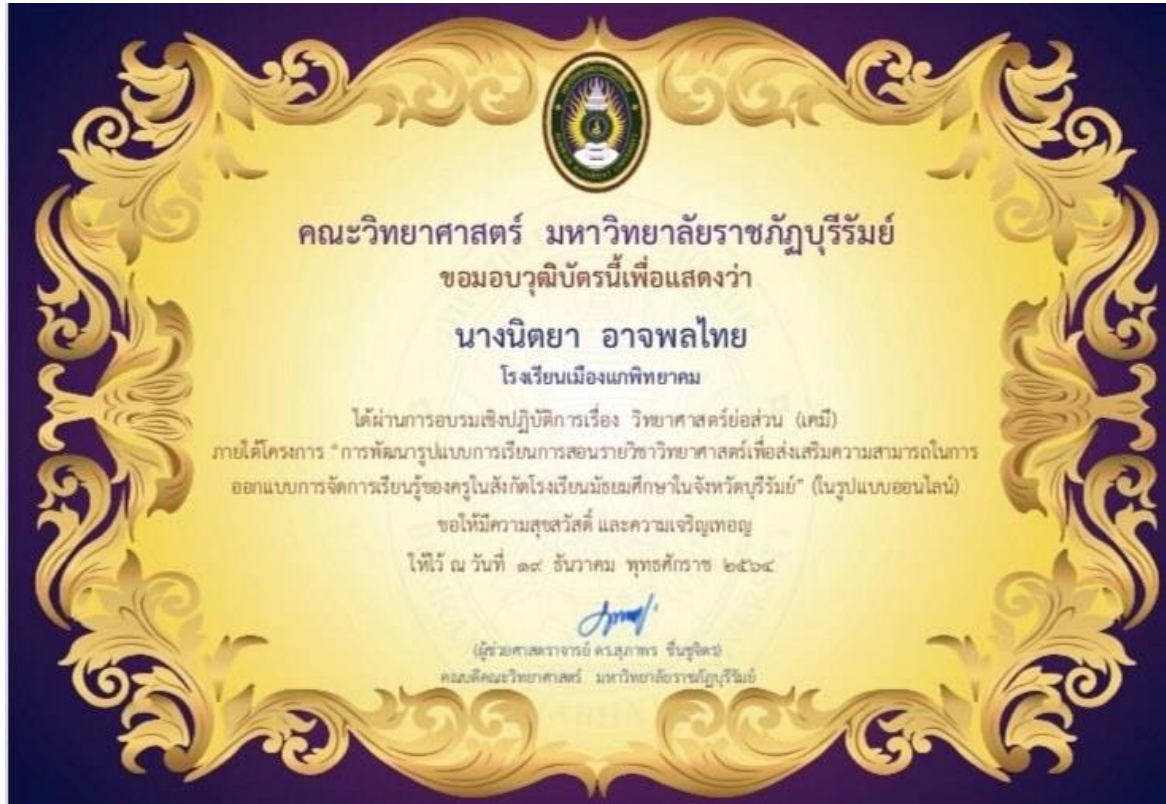 คณะวิทยาศาสตร์ มหาวิทยาลัยราชภัฏบุรีรัมย์
ขอมอบวุฒิบัตรนี้เพื่อแสดงว่า
นางนิตยา อาจพลไทย
โรงเรียนเมืองแกพิทยาคม
ได้ผ่านการอบรมเชิงปฏิบัติการเรื่อง วิทยาศาสตร์ย่อส่วน (เคมี)
ภายใต้โครงการ "การพัฒนารูปแบบการเรียนการสอนรายวิชาวิทยาศาสตร์เพื่อส่งเสริมความสามารถในการ
ออกแบบการจัดการเรียนรู้ของครูในสังกัดโรงเรียนมัธยมศึกษาในจังหวัดบุรีรัมย์" (ในรูปแบบออนไลน์)
ขอให้มีความสุขสวัสดิ์ และความเจริญเทอญ
ให้ไว้ ณ วันที่ ๑๙ ธันวาคม พุทธศักราช ๒๕๖๔
(ผู้ช่วยศาสตราจารย์ ดร.สุภาพร ชื่นชูจิตร)
คณบดีคณะวิทยาศาสตร์ มหาวิทยาลัยราชภัฏบุรีรัมย์